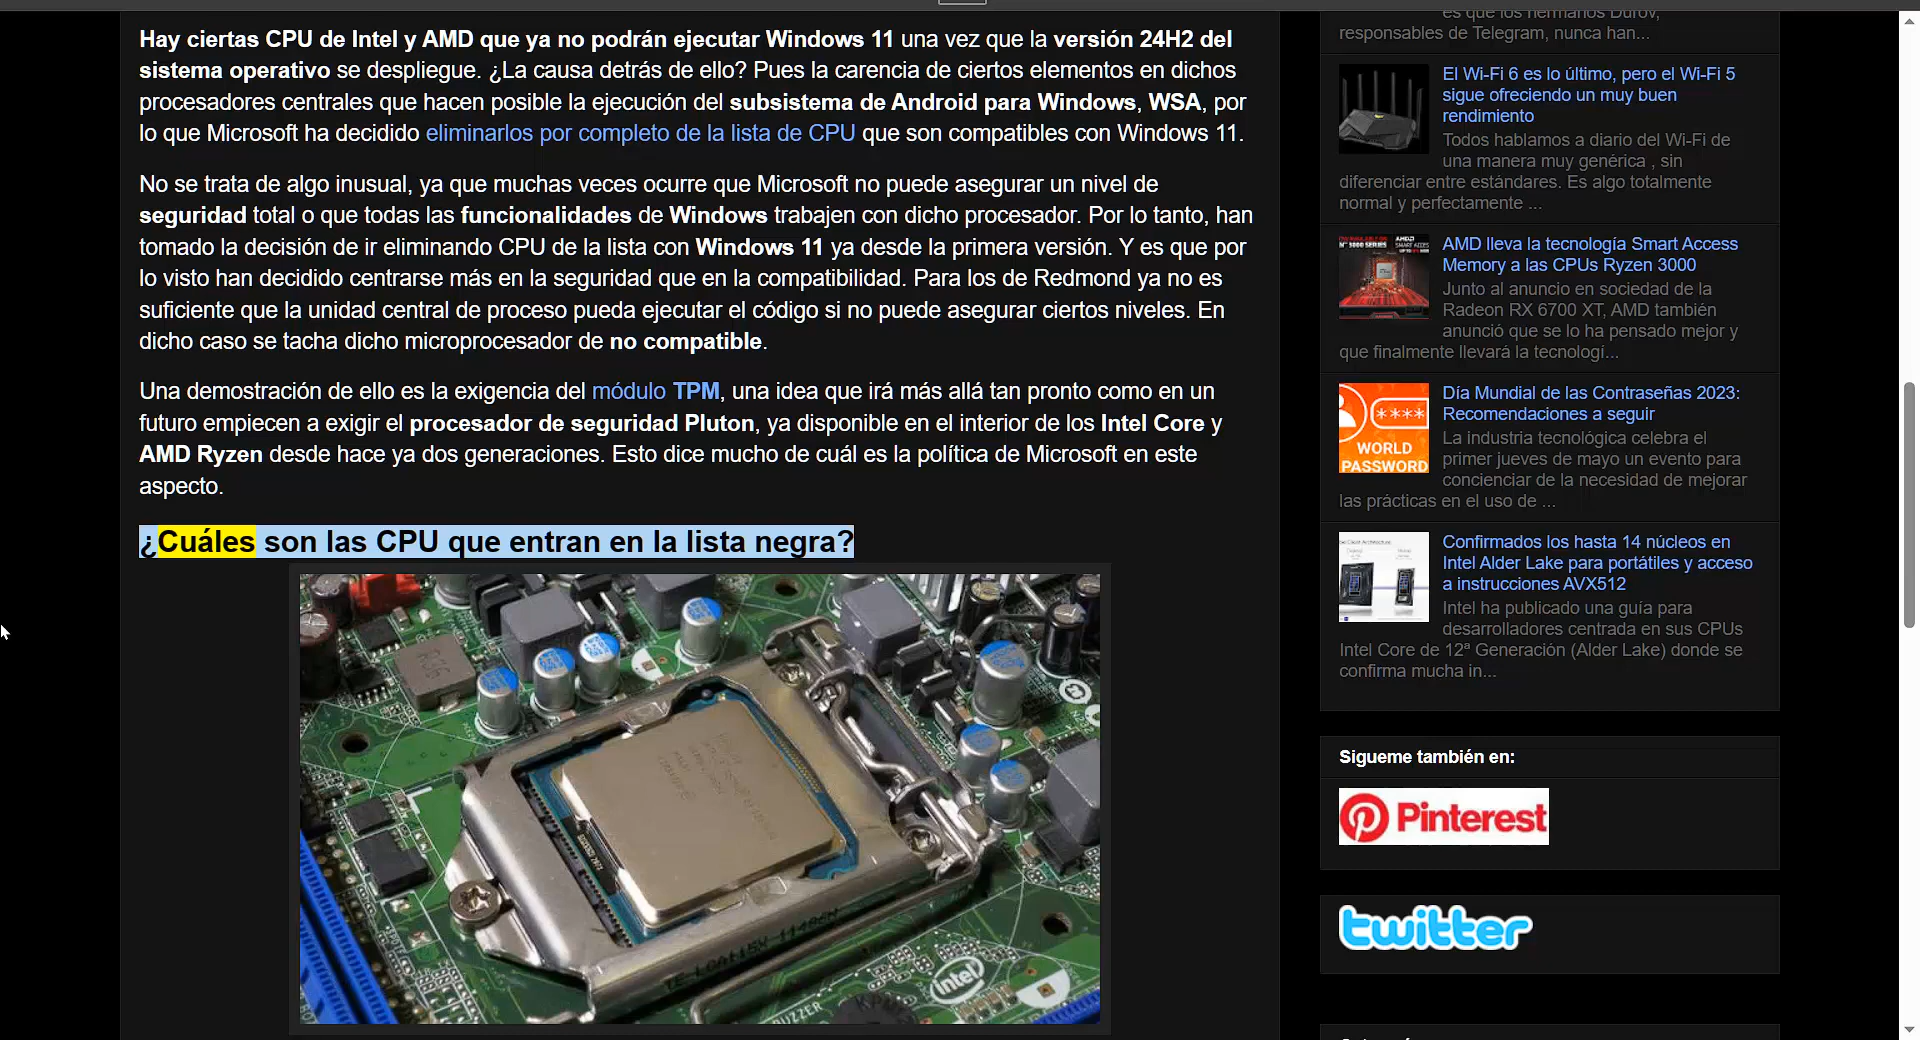 Hay ciertas CPU de Intel y AMD que ya no podrán ejecutar Windows 11 una vez que la versión 24H2 del
sistema operativo se despliegue. ¿La causa detrás de ello? Pues la carencia de ciertos elementos en dichos
procesadores centrales que hacen posible la ejecución del subsistema de Android para Windows, WSA, por
lo que Microsoft ha decidido eliminarlos por completo de la lista de CPU que son compatibles con Windows 11.
No se trata de algo inusual, ya que muchas veces ocurre que Microsoft no puede asegurar un nivel de
seguridad total o que todas las funcionalidades de Windows trabajen con dicho procesador. Por lo tanto, han
tomado la decisión de ir eliminando CPU de la lista con Windows 11 ya desde la primera versión. Y es que por
lo visto han decidido centrarse más en la seguridad que en la compatibilidad. Para los de Redmond ya no es
suficiente que la unidad central de proceso pueda ejecutar el código si no puede asegurar ciertos niveles. En
dicho caso se tacha dicho microprocesador de no compatible.
Una demostración de ello es la exigencia del módulo TPM, una idea que irá más allá tan pronto como en un
futuro empiecen a exigir el procesador de seguridad Pluton, ya disponible en el interior de los Intel Core y
AMD Ryzen desde hace ya dos generaciones. Esto dice mucho de cuál es la política de Microsoft en este
aspecto.
¿Cuáles son las CPU que entran en la lista negra?
R36
intel
BUZZER
es que los hermanos Durov,
responsables de Telegram, nunca han...
El Wi-Fi 6 es lo último, pero el Wi-Fi 5
sigue ofreciendo un muy buen
rendimiento
Todos hablamos a diario del Wi-Fi de
una manera muy genérica , sin
diferenciar entre estándares. Es algo totalmente
normal y perfectamente ...
AMD lleva la tecnología Smart Access
Memory a las CPUs Ryzen 3000
Junto al anuncio en sociedad de la
Radeon RX 6700 XT, AMD también
anunció que se lo ha pensado mejor y
que finalmente llevará la tecnologí...
Día Mundial de las Contraseñas 2023:
Recomendaciones a seguir
La industria tecnológica celebra el
primer jueves de mayo un evento para
concienciar de la necesidad de mejorar
las prácticas en el uso de ...
****
WORLD
PASSWORD
Confirmados los hasta 14 núcleos en
Intel Alder Lake para portátiles y acceso
a instrucciones AVX512
Intel ha publicado una guía para
desarrolladores centrada en sus CPUs
Intel Core de 12ª Generación (Alder Lake) donde se
confirma mucha in...
Sigueme también en:
Pinterest
twitter